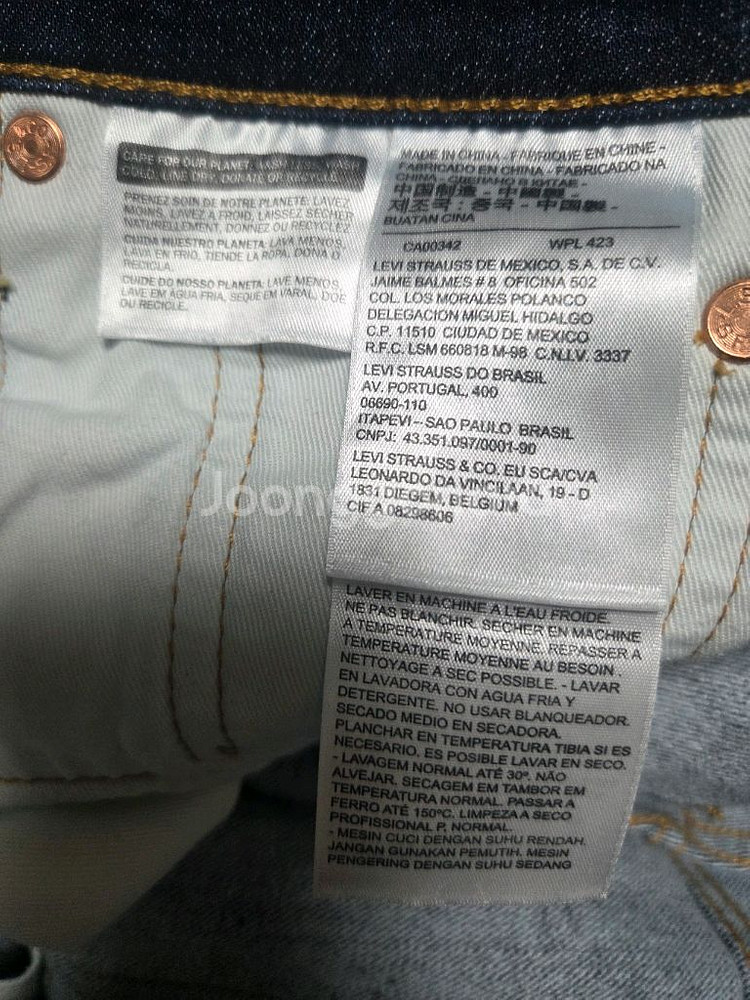 CARE FOR OUR PLANET: WASH LESS, WASH
COLD, LINE DRY, DONATE OR RECYCLE.
PRENEZ SOIN DE NOTRE PLANETE: LAVEZ
MOINS, LAVEZ A FROID, LAISSEZ SECHER
NATURELLEMENT, DONNEZ OU RECYCLEZ
CUIDA NUESTRO PLANETA: LAVA MENOS,
LAVA EN FRIO, TIENDE LA ROPA, DONA O
RECICLA.
CUIDE DO NOSSO PLANETA: LAVE MENOS,
LAVE EM AGUA FRIA, SEQUE EM VARAL, DOE
OU RECICLE.
MADE IN CHINA - FABRIQUE EN CHINE -
FABRICADO EN CHINA - FABRICADO NA
CHINA - СДЕЛАНО В КИТАЕ -
中国制造 - 中國製 -
제조국: 중국 - 中国製 -
BUATAN CINA
CA00342 WPL 423
LEVI STRAUSS DE MEXICO, S.A. DE C.V.
JAIME BALMES # 8 OFICINA 502
COL. LOS MORALES POLANCO
DELEGACION MIGUEL HIDALGO
C.P. 11510 CIUDAD DE MEXICO
R.F.C. LSM 660818 M-98 C.N.I.V. 3337
LEVI STRAUSS DO BRASIL
AV. PORTUGAL, 400
06690-110
ITAPEVI - SAO PAULO BRASIL
CNPJ: 43.351.097/0001-90
LEVI STRAUSS & CO. EU SCA/CVA
LEONARDO DA VINCILAAN, 19 - D
1831 DIEGEM, BELGIUM
CIF A 08298606
LAVER EN MACHINE A L'EAU FROIDE.
NE PAS BLANCHIR. SECHER EN MACHINE
A TEMPERATURE MOYENNE. REPASSER A
TEMPERATURE MOYENNE AU BESOIN.
NETTOYAGE A SEC POSSIBLE. - LAVAR
EN LAVADORA CON AGUA FRIA Y
DETERGENTE. NO USAR BLANQUEADOR.
SECADO MEDIO EN SECADORA.
PLANCHAR EN TEMPERATURA TIBIA SI ES
NECESARIO. ES POSIBLE LAVAR EN SECO.
- LAVAGEM NORMAL ATÉ 30º. NÃO
ALVEJAR. SECAGEM EM TAMBOR EM
TEMPERATURA NORMAL. PASSAR A
FERRO ATÉ 150ºC. LIMPEZA A SECO
PROFISSIONAL P, NORMAL.
- MESIN CUCI DENGAN SUHU RENDAH.
JANGAN GUNAKAN PEMUTIH. MESIN
PENGERING DENGAN SUHU SEDANG